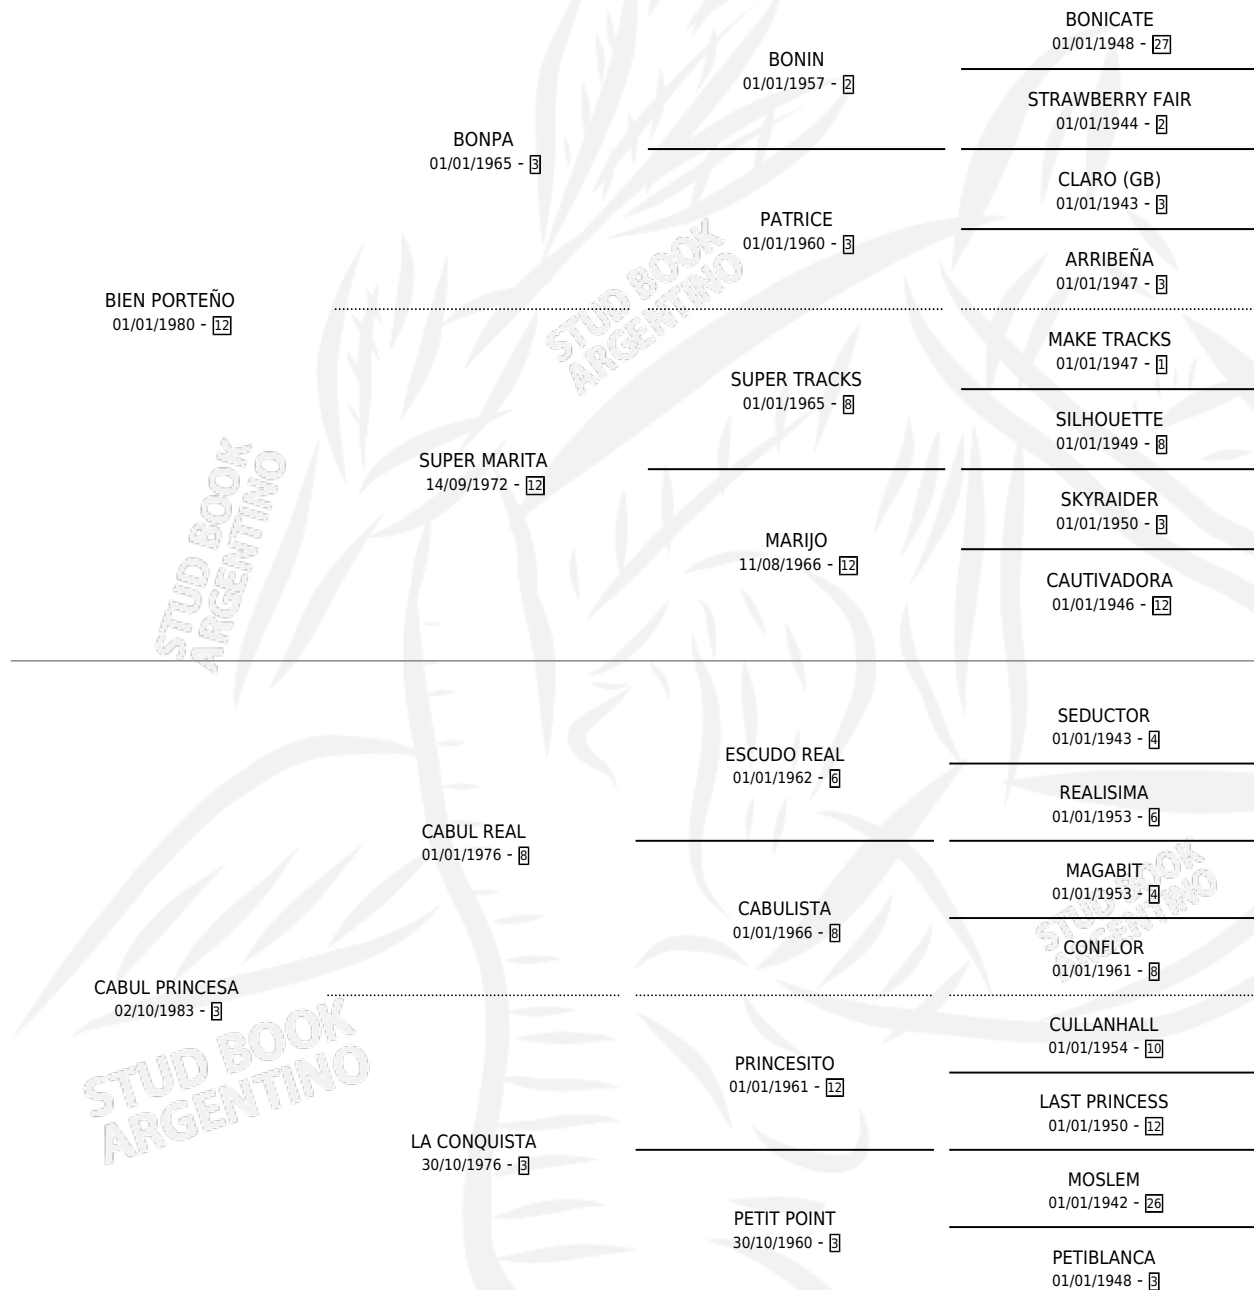 BIEN PORTEÑO
01/01/1980 - 12
BONPA
01/01/1965 - 3
BONIN
01/01/1957 - 2
BONICATE
01/01/1948 - 27
STRAWBERRY FAIR
01/01/1944 - 2
PATRICE
01/01/1960 - 3
CLARO (GB)
01/01/1943 - 3
ARRIBEÑA
01/01/1947 - 3
SUPER MARITA
14/09/1972 - 12
SUPER TRACKS
01/01/1965 - 8
MAKE TRACKS
01/01/1947 - 1
SILHOUETTE
01/01/1949 - 8
MARIJO
11/08/1966 - 12
SKYRAIDER
01/01/1950 - 3
CAUTIVADORA
01/01/1946 - 12
CABUL PRINCESA
02/10/1983 - 3
CABUL REAL
01/01/1976 - 8
ESCUDO REAL
01/01/1962 - 6
SEDUCTOR
01/01/1943 - 4
REALISIMA
01/01/1953 - 6
CABULISTA
01/01/1966 - 8
MAGABIT
01/01/1953 - 4
CONFLOR
01/01/1961 - 8
LA CONQUISTA
30/10/1976 - 3
PRINCESITO
01/01/1961 - 12
CULLANHALL
01/01/1954 - 10
LAST PRINCESS
01/01/1950 - 12
PETIT POINT
30/10/1960 - 3
MOSLEM
01/01/1942 - 26
PETIBLANCA
01/01/1948 - 3
STUD BOOK
ARGENTINO
STUD BOOK
ARGENTINO
STUD BOOK
ARGENTINO
STUD BOOK
ARGENTINO